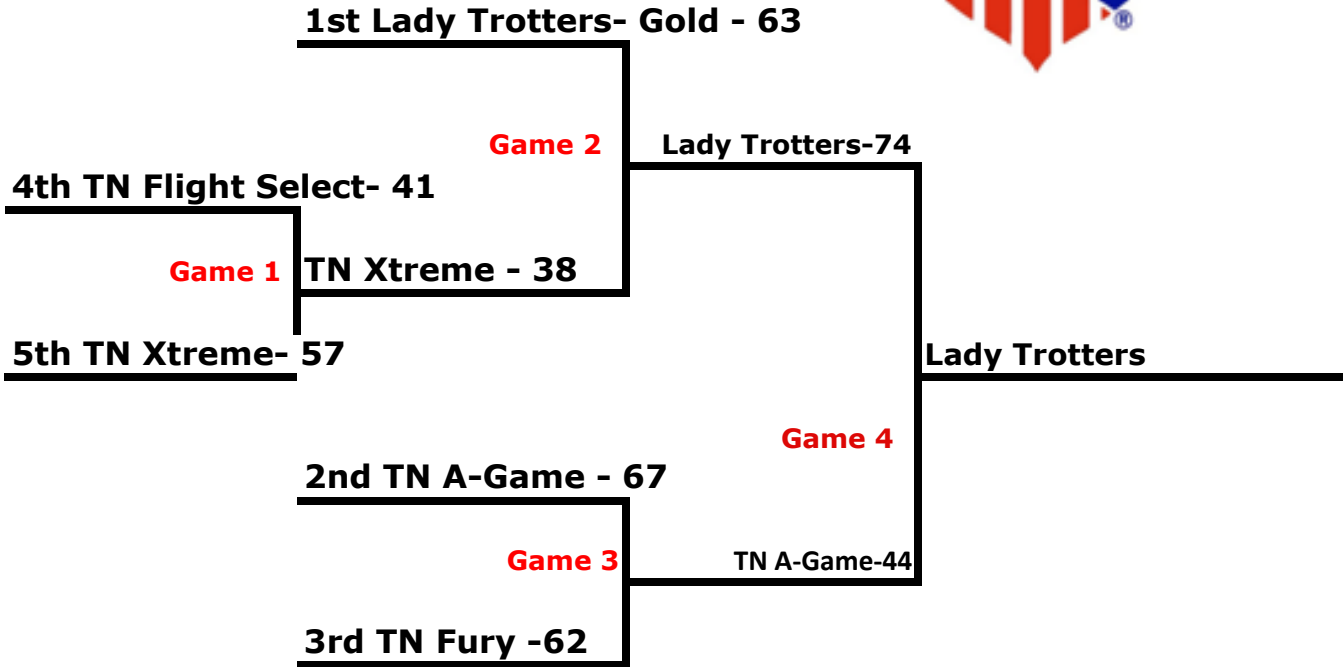 1st Lady Trotters- Gold - 63
®
Game 2
Lady Trotters-74
4th TN Flight Select- 41
Game 1
TN Xtreme - 38
5th TN Xtreme- 57
Lady Trotters
Game 4
2nd TN A-Game - 67
Game 3
TN A-Game-44
3rd TN Fury -62